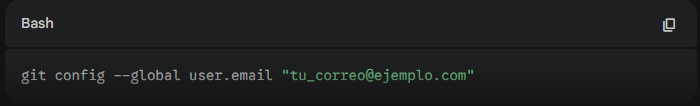 Bash
git config --global user.email "tu_correo@ejemplo.com"